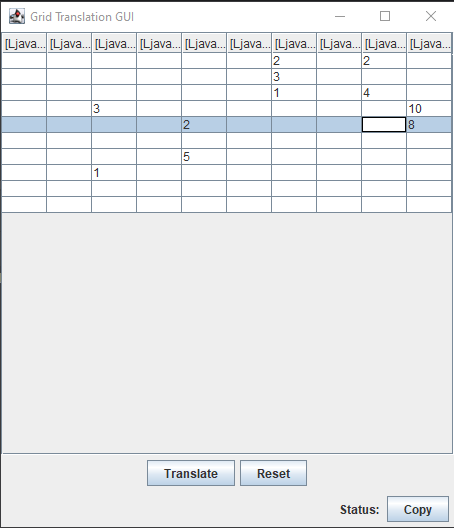 Grid Translation GUI
[Ljava... [Ljava... [Ljava... [Ljava... [Ljava... [Ljava... [Ljava... [Ljava... [Ljava... [Ljava...
2 2
3
1 4
3 10
2 8
5
1
Translate Reset
Status: Copy